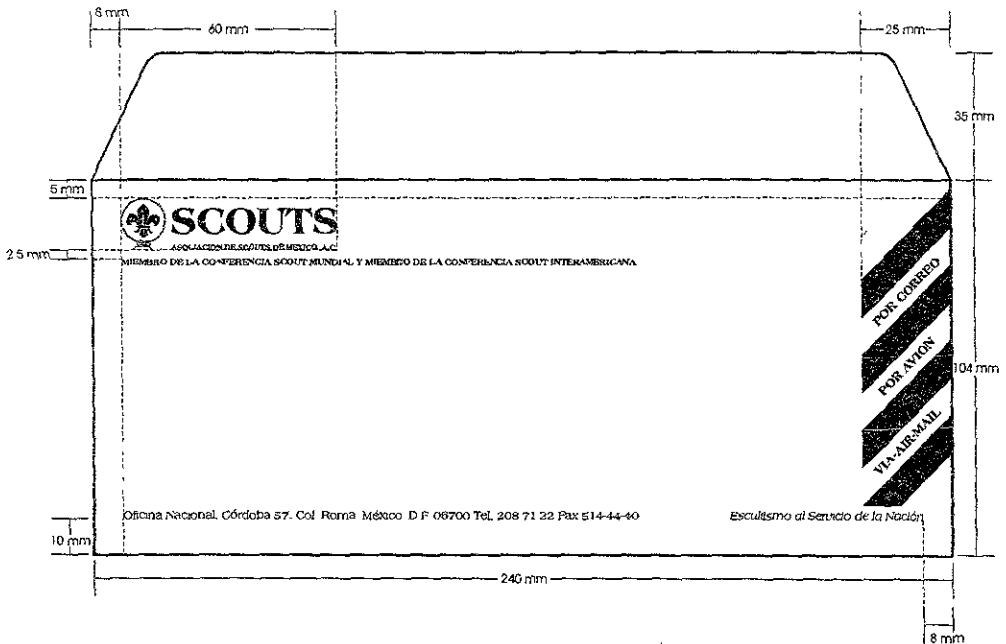 8 mm
60 mm
25 mm
35 mm
5 mm
SCOUTS
ASOCIACION DE SCOUTS DE MEXICO, A.C.
2.5 mm
MIEMBRO DE LA CONFERENCIA SCOUT MUNDIAL Y MIEMBRO DE LA CONFERENCIA SCOUT INTERAMERICANA
POR CORREO
POR AVION
104 mm
VIA-AIR-MAIL
Oficina Nacional, Córdoba 57. Col Roma México D F 06700 Tel. 208 71 22 Fax 514-44-40
Escultismo al Servicio de la Nación
10 mm
240 mm
8 mm